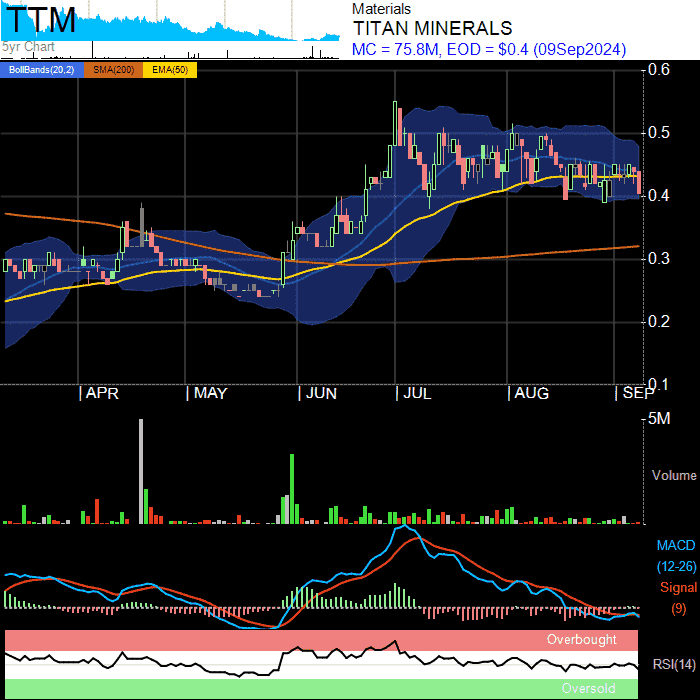 TTM
5yr Chart
Materials
TITAN MINERALS
MC = 75.8M, EOD = $0.4 (09Sep2024)
BollBands(20,2) SMA(200) EMA(50)
0.6
0.5
0.4
0.3
0.2
0.1
| APR | MAY | JUN | JUL | AUG | SEP
5M
Volume
MACD
(12-26)
Signal
(9)
Overbought
RSI(14)
Oversold